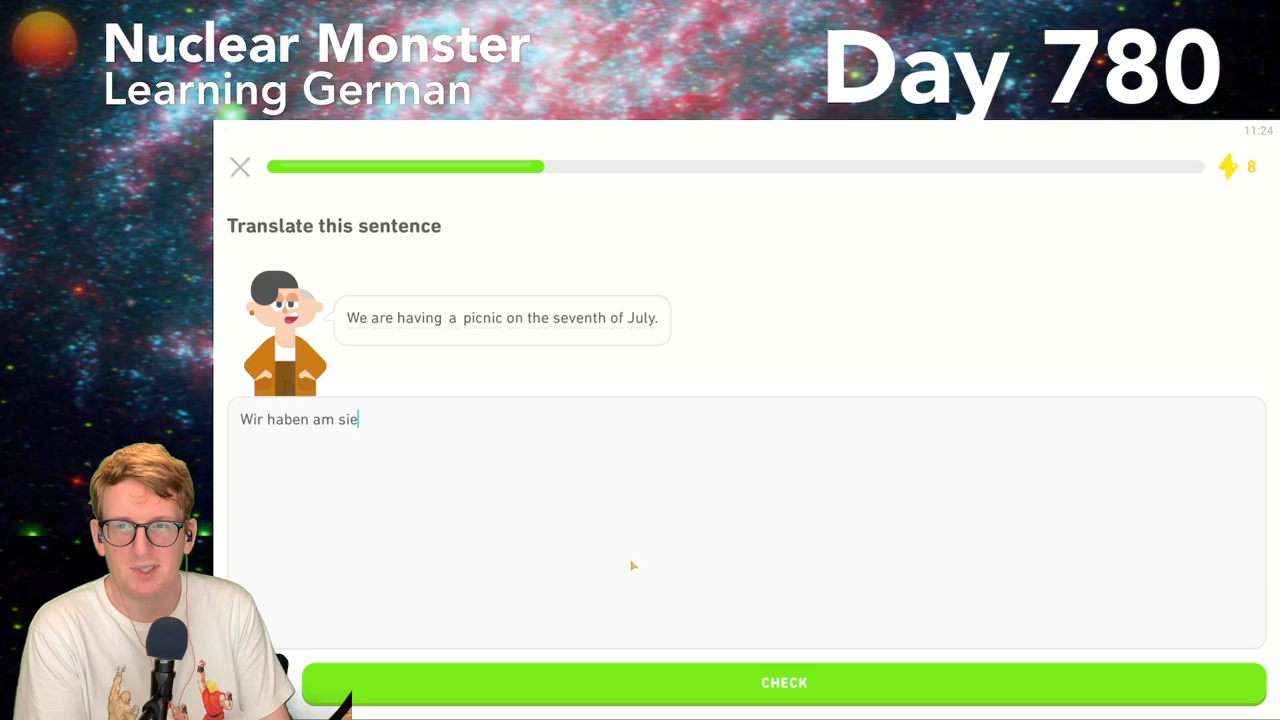 Nuclear Monster
Learning German
Day 780
11:24
8
Translate this sentence
We are having a picnic on the seventh of July.
Wir haben am sie
CHECK